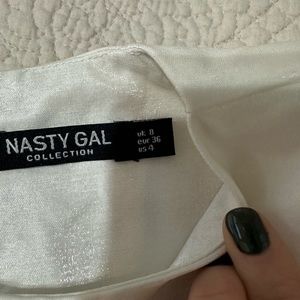 NASTY GAL
COLLECTION
uk 8
eur 36
us 4